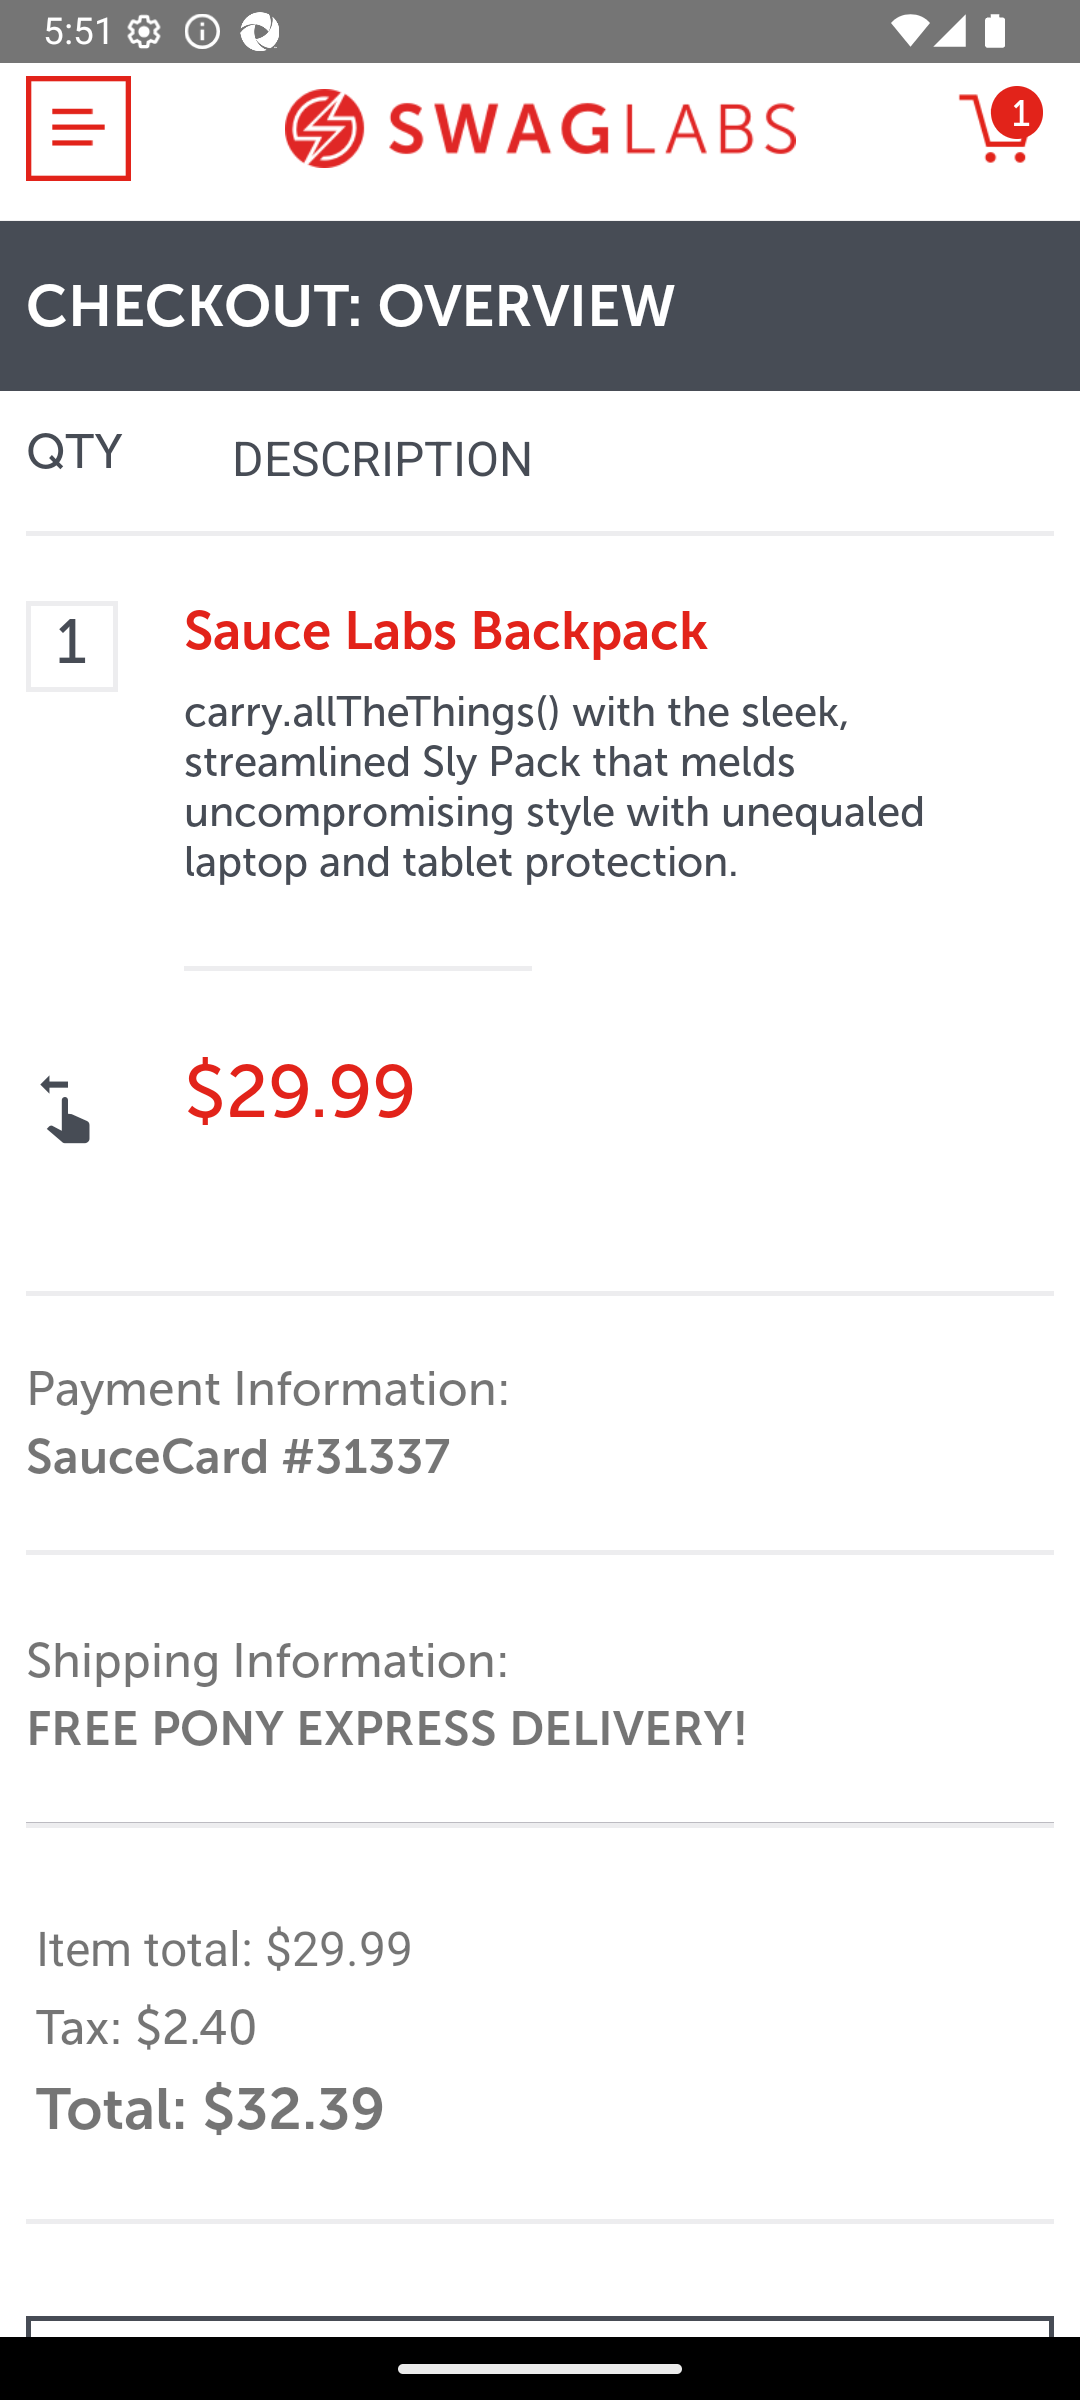 5:51
SWAGLABS
1
CHECKOUT: OVERVIEW
QTY DESCRIPTION
1
Sauce Labs Backpack
carry.allTheThings() with the sleek,
streamlined Sly Pack that melds
uncompromising style with unequaled
laptop and tablet protection.
$29.99
Payment Information:
SauceCard #31337
Shipping Information:
FREE PONY EXPRESS DELIVERY!
Item total: $29.99
Tax: $2.40
Total: $32.39